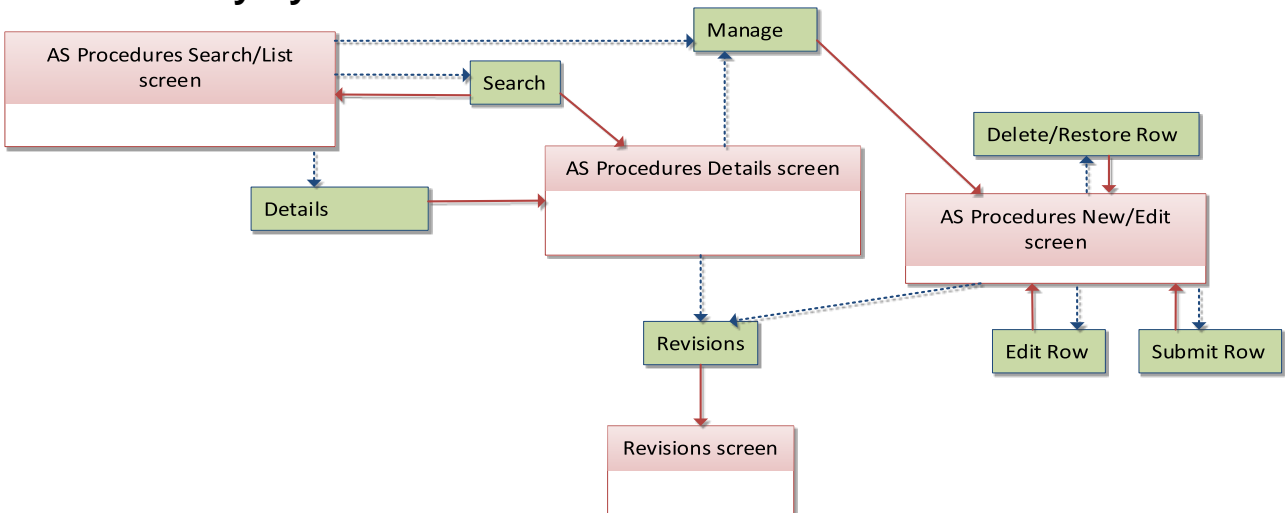 Manage
AS Procedures Search/List
screen
Search
Delete/Restore Row
AS Procedures Details screen
Details
AS Procedures New/Edit
screen
Revisions
Edit Row
Submit Row
Revisions screen